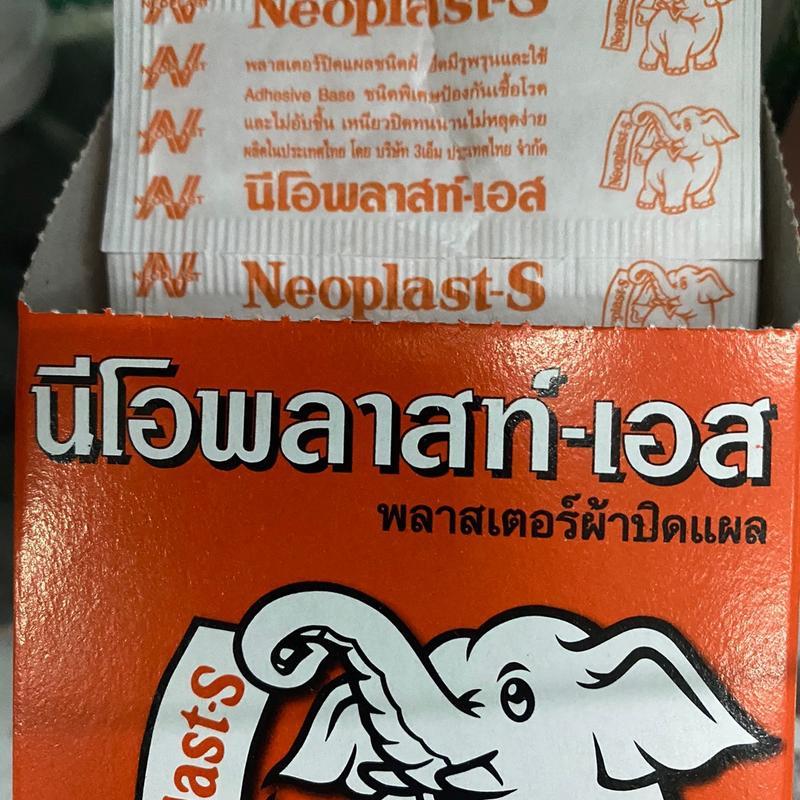 Neoplast-S
พลาสเตอร์ปิดแผลชนิดผ้า ปิดมีรูพรุนและใช้
Adhesive Base ชนิดพิเศษป้องกันเชื้อโรค
และไม่อับชื้น เหนียวปิดทนนานไม่หลุดง่าย
ผลิตในประเทศไทย โดย บริษัท 3เอ็ม ประเทศไทย จำกัด
Neoplast-S
นีโอพลาสท์-เอส
Neoplast-S
Neoplast-S
นีโอพลาสท์-เอส
พลาสเตอร์ผ้าปิดแผล
last-S